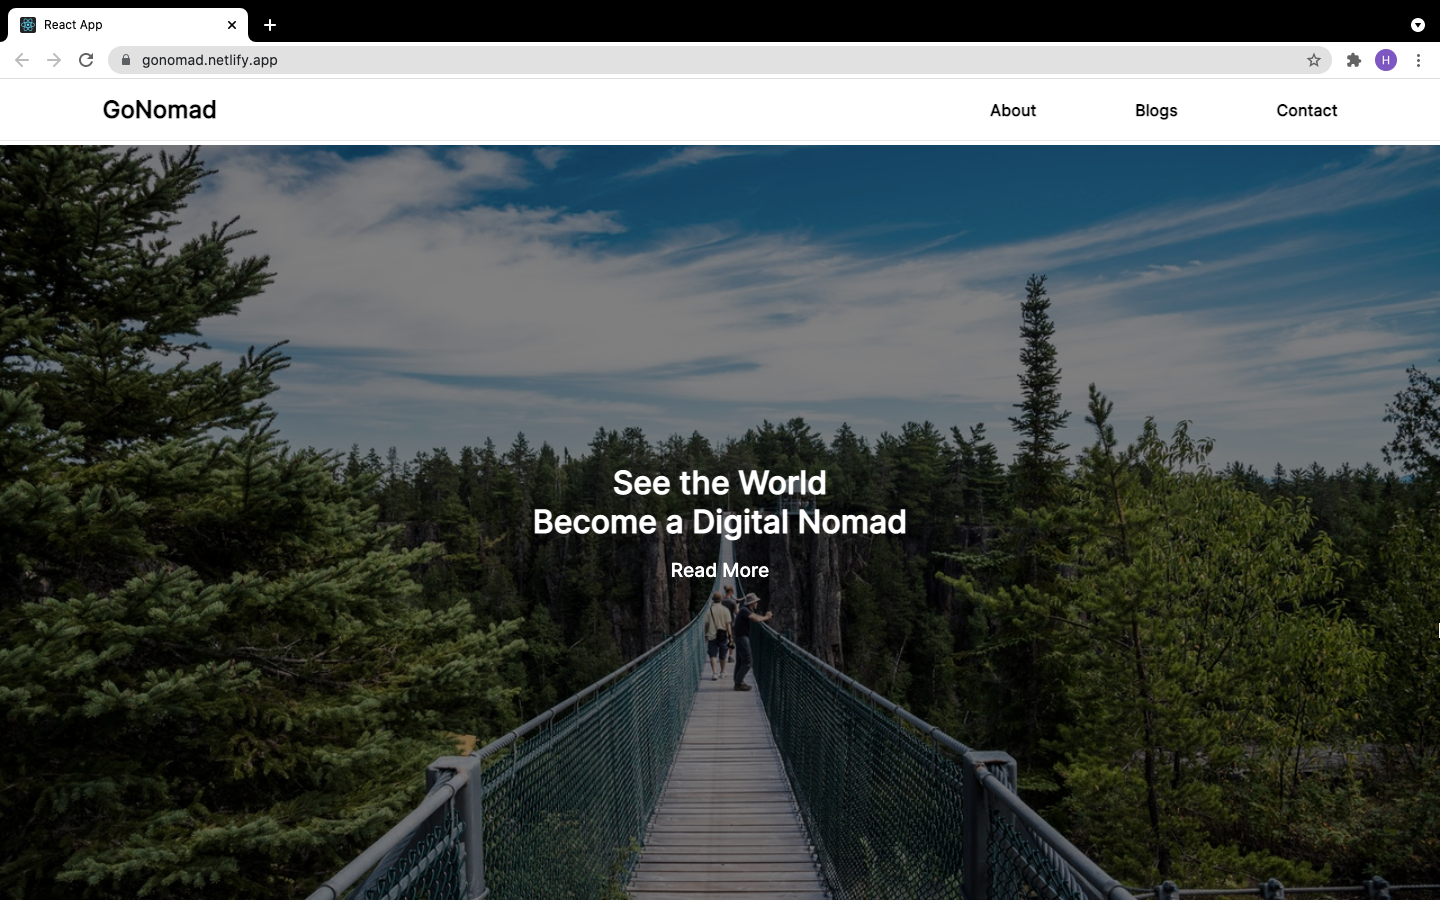 React App
gonomad.netlify.app
H
GoNomad
About Blogs Contact
See the World
Become a Digital Nomad
Read More